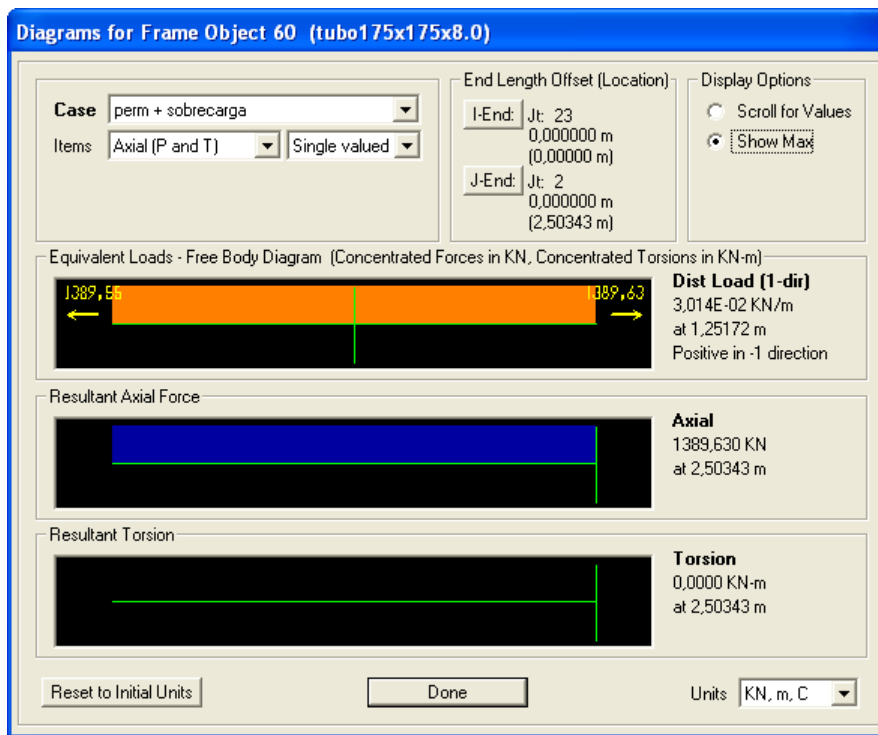 Diagrams for Frame Object 60 (tubo175x175x8.0)
Case perm + sobrecarga
Items Axial (P and T) Single valued
End Length Offset (Location)
I-End: Jt: 23
0,000000 m
(0,00000 m)
J-End: Jt: 2
0,000000 m
(2,50343 m)
Display Options
Scroll for Values
Show Max
Equivalent Loads - Free Body Diagram (Concentrated Forces in KN, Concentrated Torsions in KN-m)
1389,55 1389,63
Dist Load (1-dir)
3,014E-02 KN/m
at 1,25172 m
Positive in -1 direction
Resultant Axial Force
Axial
1389,630 KN
at 2,50343 m
Resultant Torsion
Torsion
0,0000 KN-m
at 2,50343 m
Reset to Initial Units Done Units KN, m, C